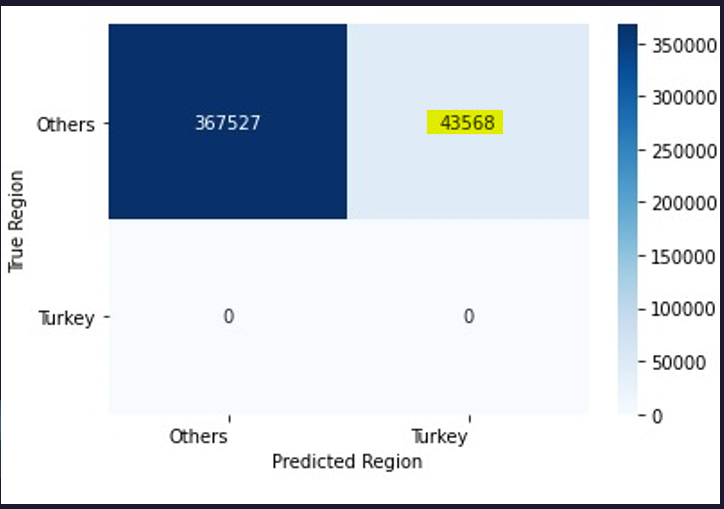 350000
Others
367527
43568
300000
250000
True Region
200000
150000
100000
Turkey
0
0
50000
0
Others
Turkey
Predicted Region